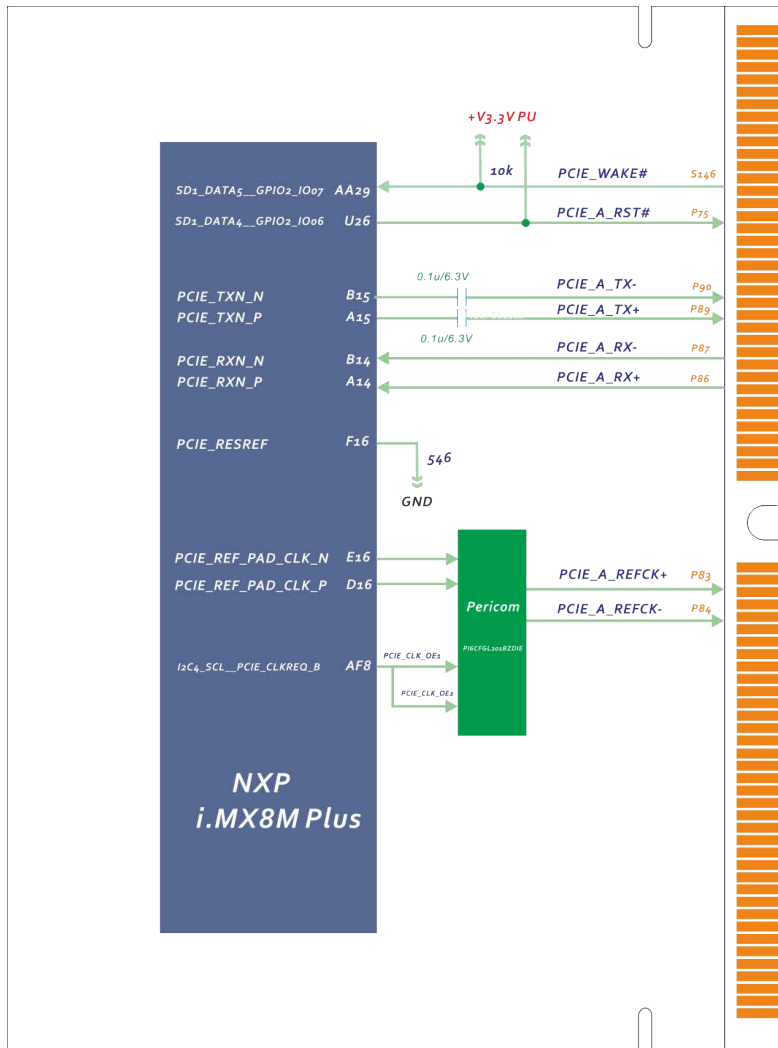 +V3.3V PU
10k
PCIE_WAKE#
S146
SD1_DATA5__GPIO2_IO07
AA29
SD1_DATA4__GPIO2_IO06
U26
PCIE_A_RST#
P75
0.1u/6.3V
PCIE_TXN_N
B15
PCIE_A_TX-
P90
PCIE_TXN_P
A15
PCIE_A_TX+
P89
0.1u/6.3V
PCIE_RXN_N
B14
PCIE_A_RX-
P87
PCIE_RXN_P
A14
PCIE_A_RX+
P86
PCIE_RESREF
F16
546
GND
PCIE_REF_PAD_CLK_N
E16
PCIE_REF_PAD_CLK_P
D16
PCIE_A_REFCK+
P83
Pericom
PCIE_A_REFCK-
P84
I2C4_SCL__PCIE_CLKREQ_B
AF8
PCIE_CLK_OE1
PCIE_CLK_OE2
NXP
i.MX8M Plus